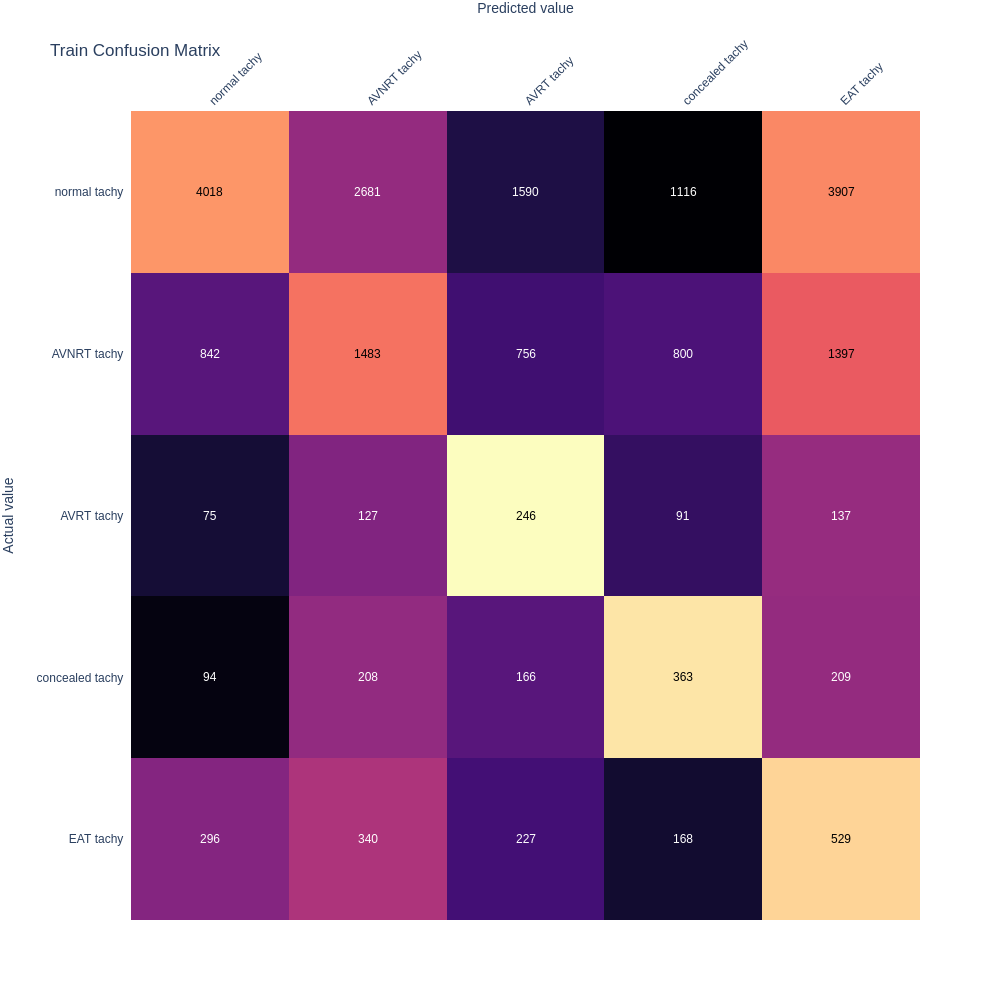 Predicted value
Train Confusion Matrix
normal tachy
AVNRT tachy
AVRT tachy
concealed tachy
EAT tachy
normal tachy 4018 2681 1590 1116 3907
AVNRT tachy 842 1483 756 800 1397
AVRT tachy 75 127 246 91 137
concealed tachy 94 208 166 363 209
EAT tachy 296 340 227 168 529
Actual value